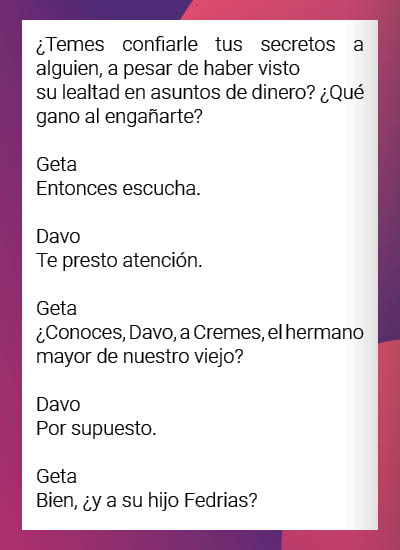 ¿Temes confiarle tus secretos a
alguien, a pesar de haber visto
su lealtad en asuntos de dinero? ¿Qué
gano al engañarte?
Geta
Entonces escucha.
Davo
Te presto atención.
Geta
¿Conoces, Davo, a Cremes, el hermano
mayor de nuestro viejo?
Davo
Por supuesto.
Geta
Bien, ¿y a su hijo Fedrias?